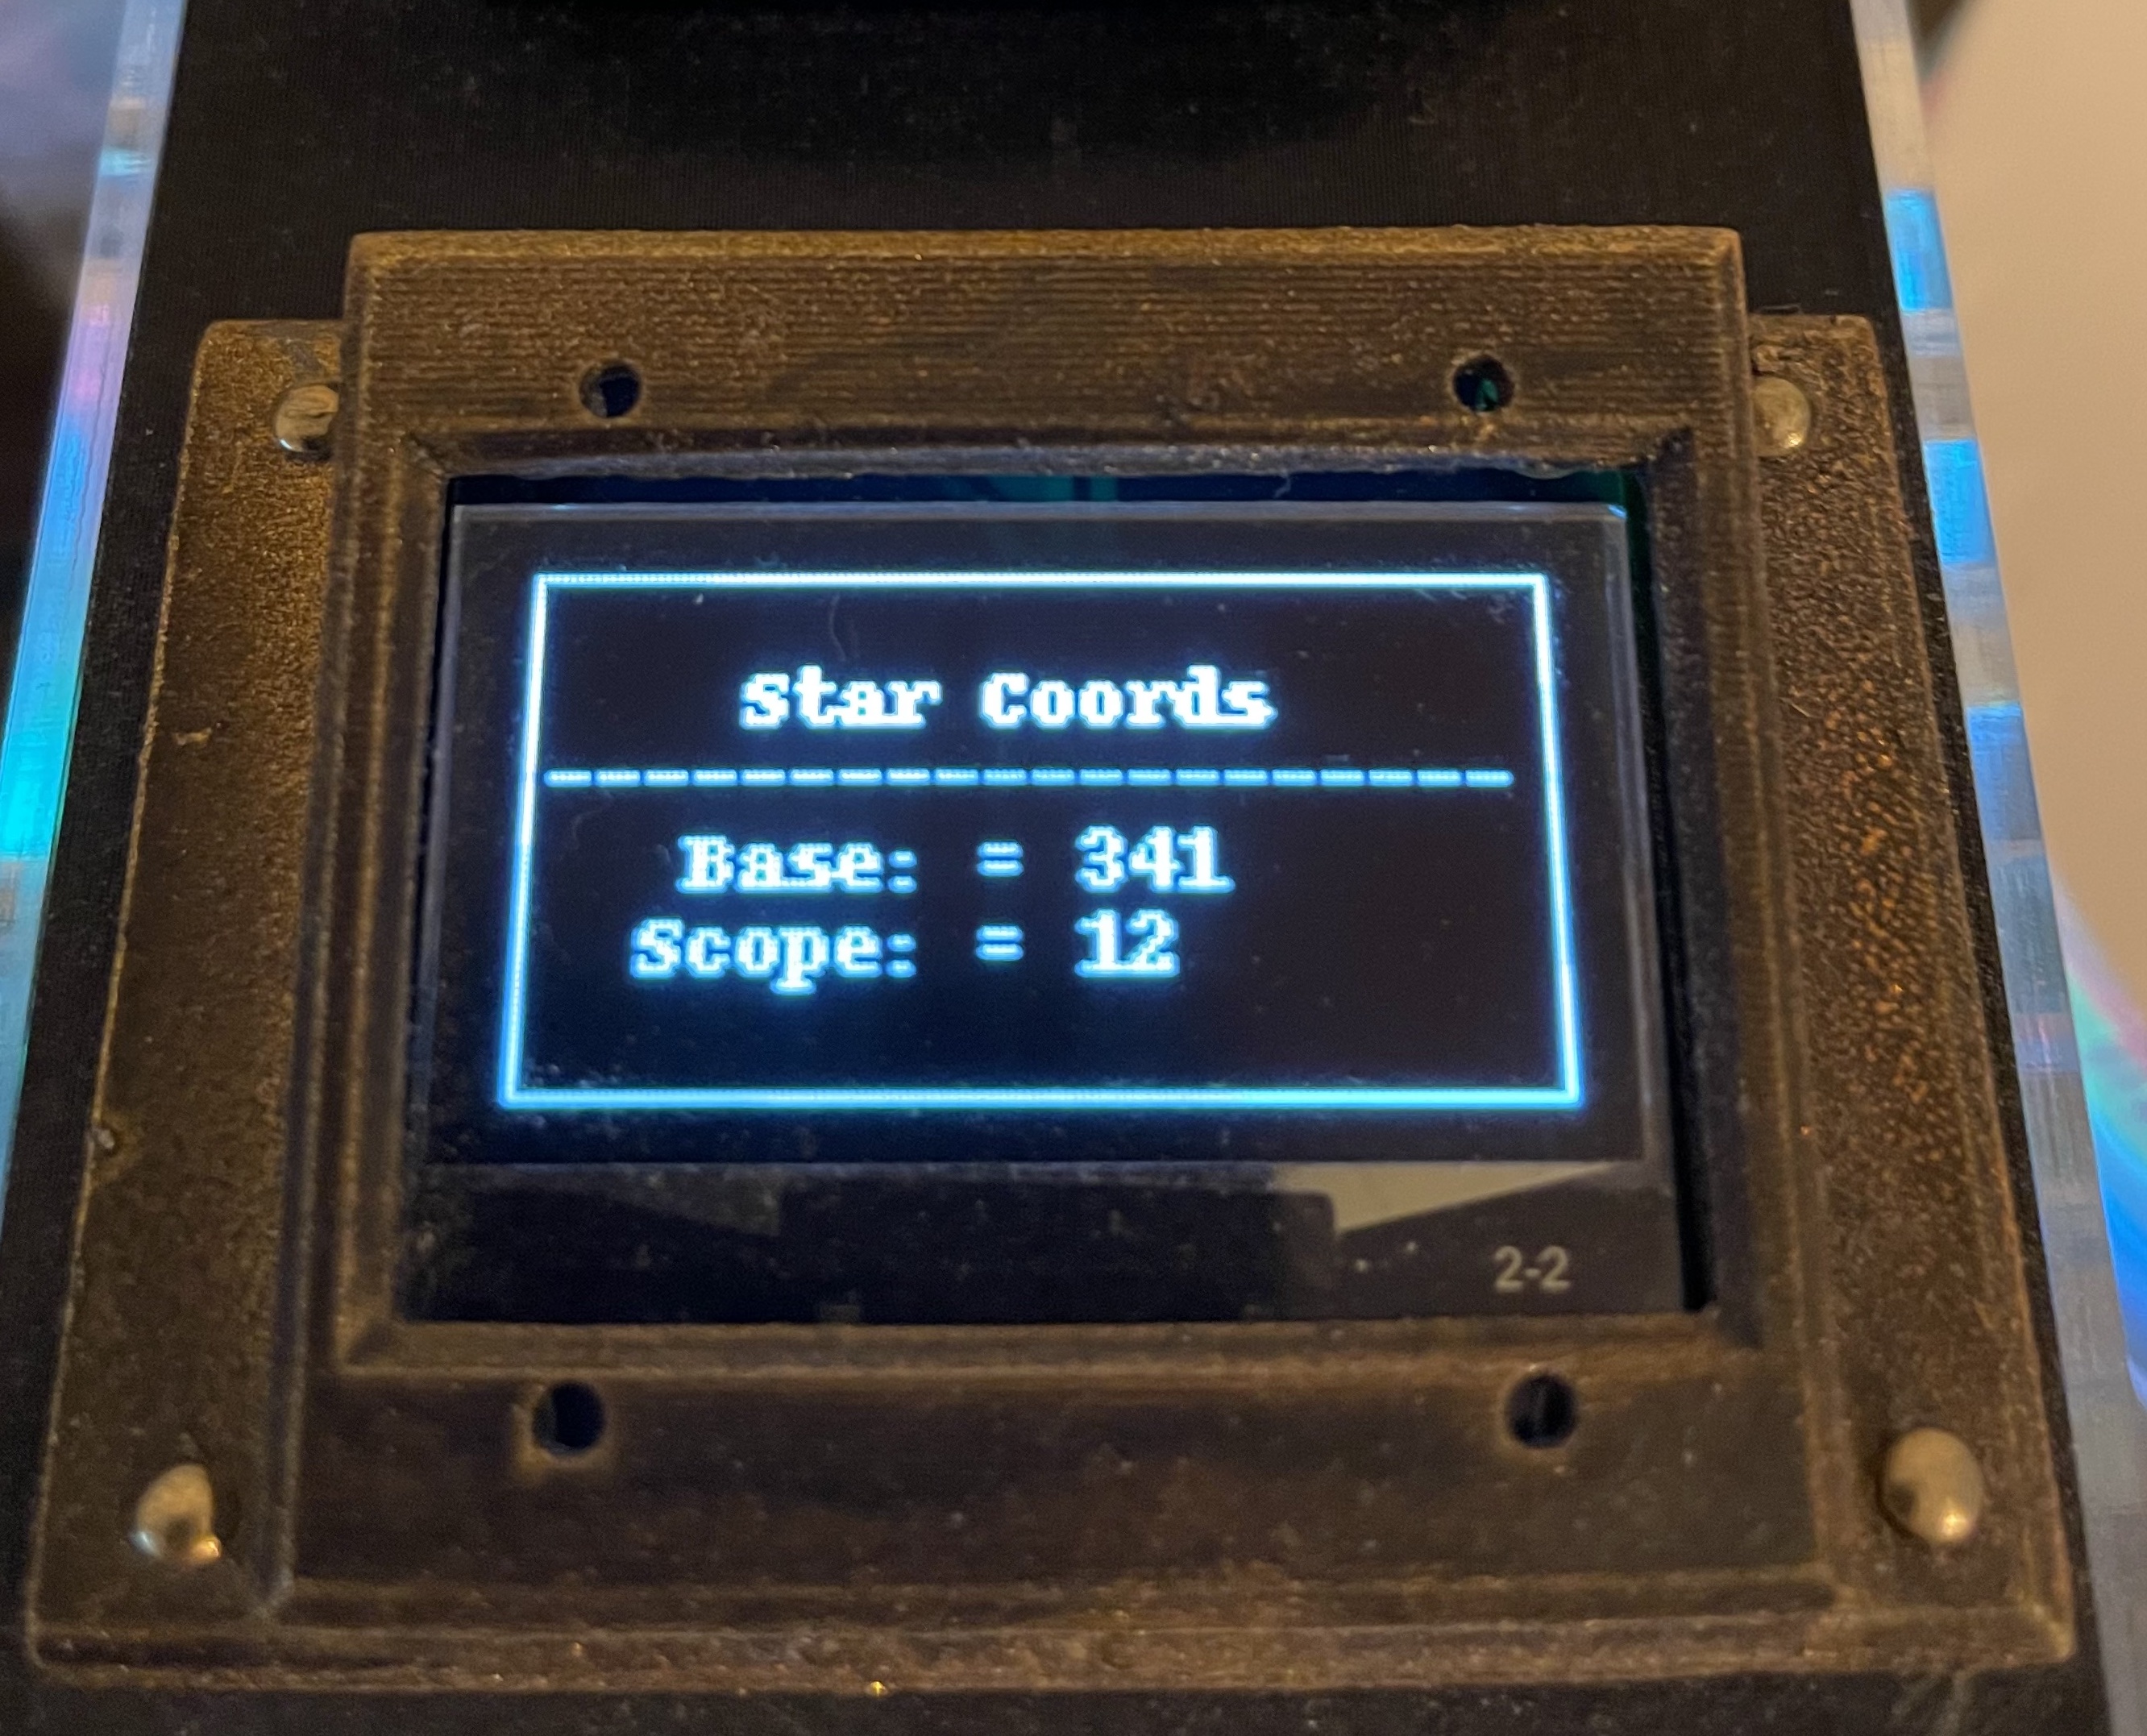 Star Coords
--------------------
Base: = 341
Scope: = 12
2-2